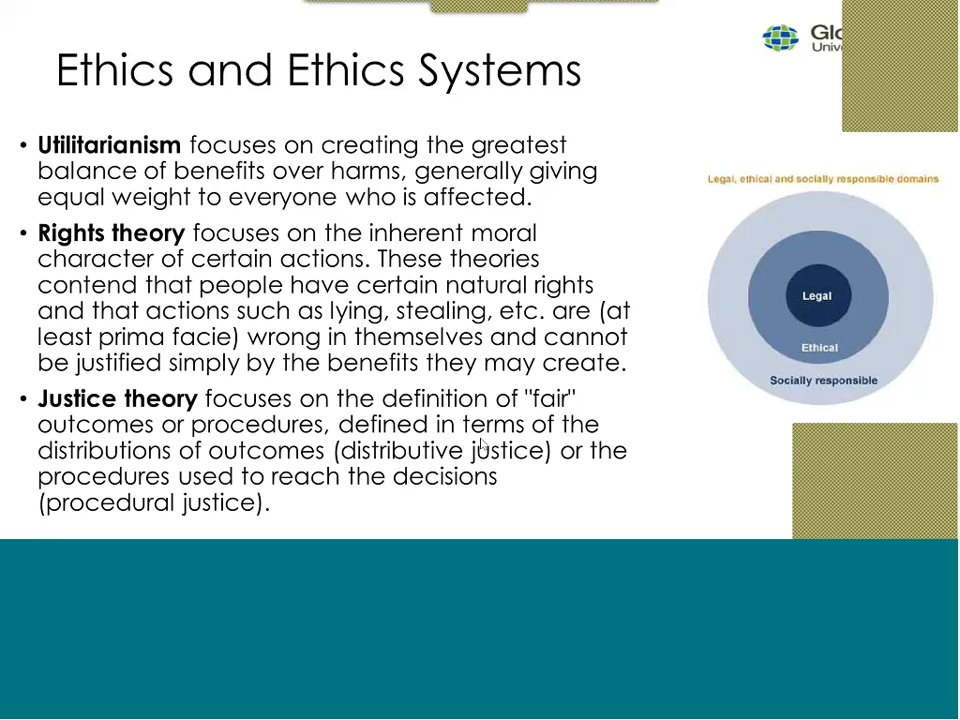 Ethics and Ethics Systems
• Utilitarianism focuses on creating the greatest
balance of benefits over harms, generally giving
equal weight to everyone who is affected.
• Rights theory focuses on the inherent moral
character of certain actions. These theories
contend that people have certain natural rights
and that actions such as lying, stealing, etc. are (at
least prima facie) wrong in themselves and cannot
be justified simply by the benefits they may create.
• Justice theory focuses on the definition of "fair"
outcomes or procedures, defined in terms of the
distributions of outcomes (distributive justice) or the
procedures used to reach the decisions
(procedural justice).
Legal, ethical and socially responsible domains
Legal
Ethical
Socially responsible